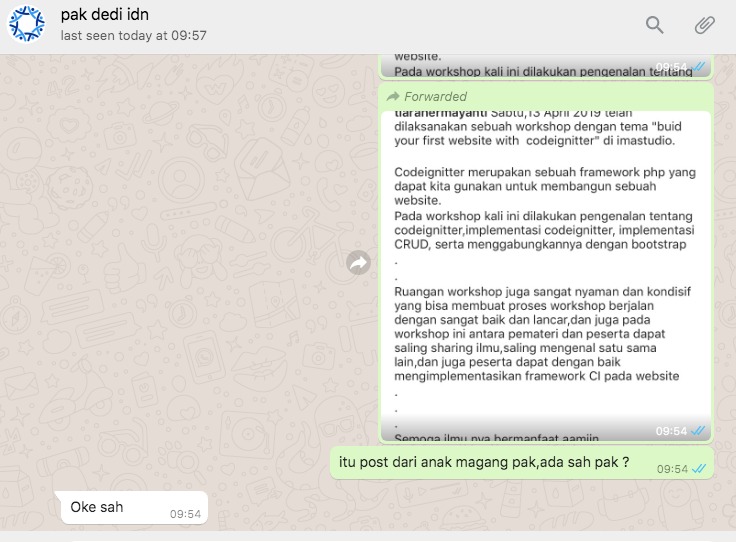 pak dedi idn
last seen today at 09:57
website.
Pada workshop kali ini dilakukan pengenalan tentang
09:54
Forwarded
tiarahermayanti Sabtu,13 April 2019 telah
dilaksanakan sebuah workshop dengan tema "buid
your first website with codeignitter" di imastudio.
Codeignitter merupakan sebuah framework php yang
dapat kita gunakan untuk membangun sebuah
website.
Pada workshop kali ini dilakukan pengenalan tentang
codeignitter,implementasi codeignitter, implementasi
CRUD, serta menggabungkannya dengan bootstrap
.
.
Ruangan workshop juga sangat nyaman dan kondisif
yang bisa membuat proses workshop berjalan
dengan sangat baik dan lancar,dan juga pada
workshop ini antara pemateri dan peserta dapat
saling sharing ilmu,saling mengenal satu sama
lain,dan juga peserta dapat dengan baik
mengimplementasikan framework CI pada website
.
.
.
Semoga ilmu nya bermanfaat aamiin
09:54
itu post dari anak magang pak,ada sah pak ?
09:54
Oke sah
09:54